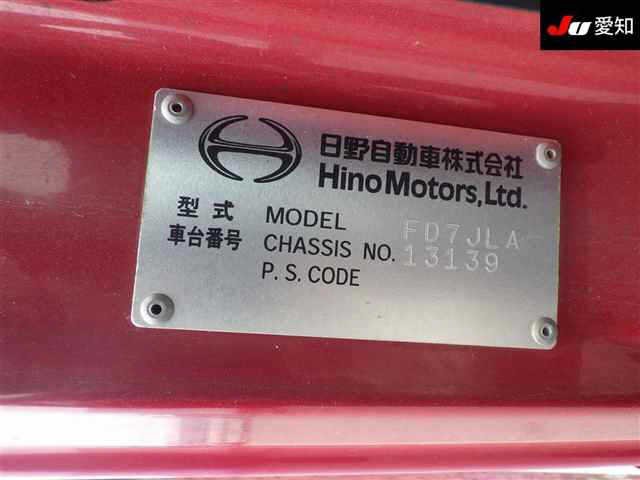 JU 愛知
日野自動車株式会社
Hino Motors, Ltd.
型式 MODEL FD7JLA
車台番号 CHASSIS NO. 13139
P. S. CODE